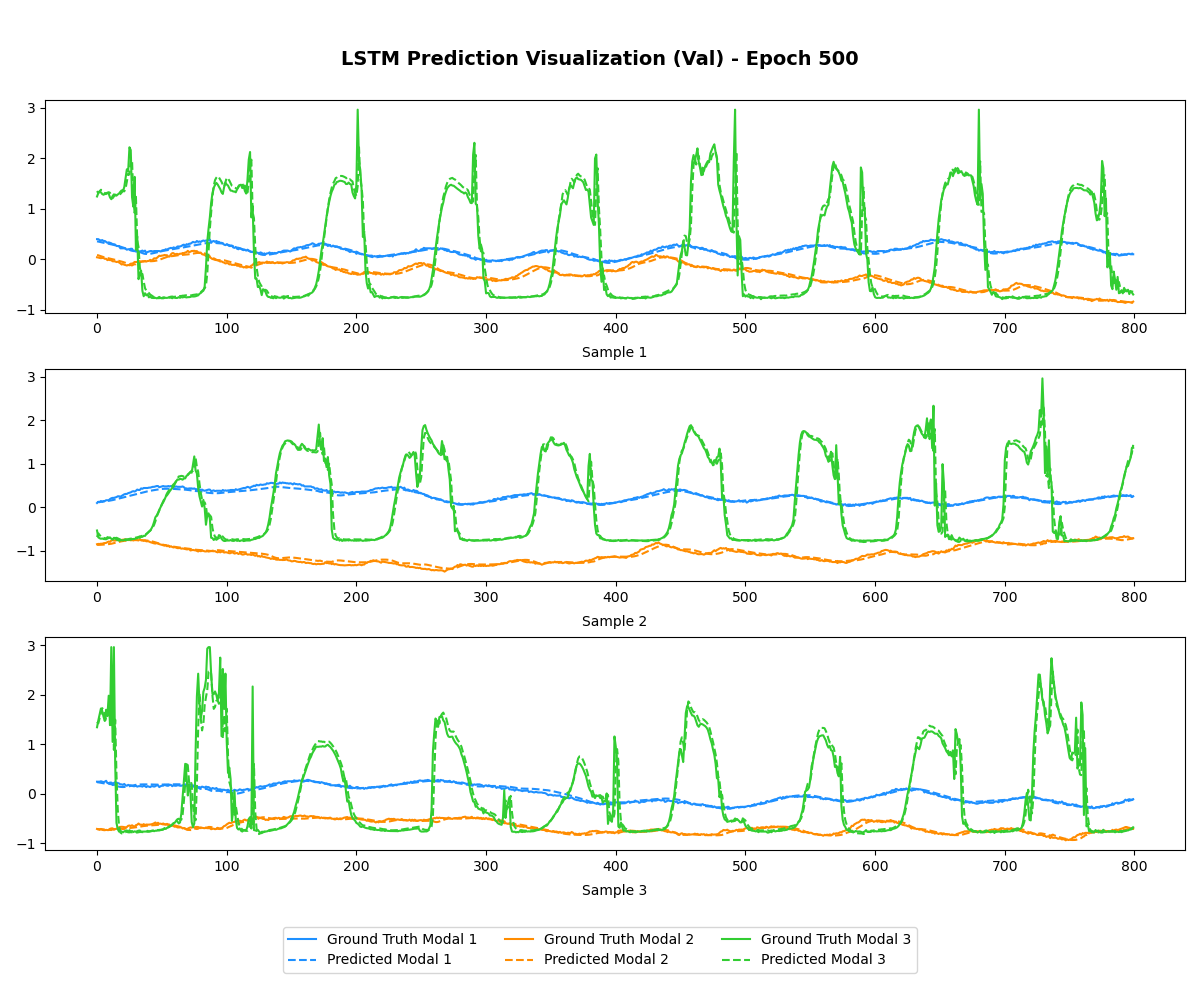 LSTM Prediction Visualization (Val) - Epoch 500
3
2
1
0
−1
0 100 200 300 400 500 600 700 800
Sample 1
3
2
1
0
−1
0 100 200 300 400 500 600 700 800
Sample 2
3
2
1
0
−1
0 100 200 300 400 500 600 700 800
Sample 3
Ground Truth Modal 1 Ground Truth Modal 2 Ground Truth Modal 3
Predicted Modal 1 Predicted Modal 2 Predicted Modal 3